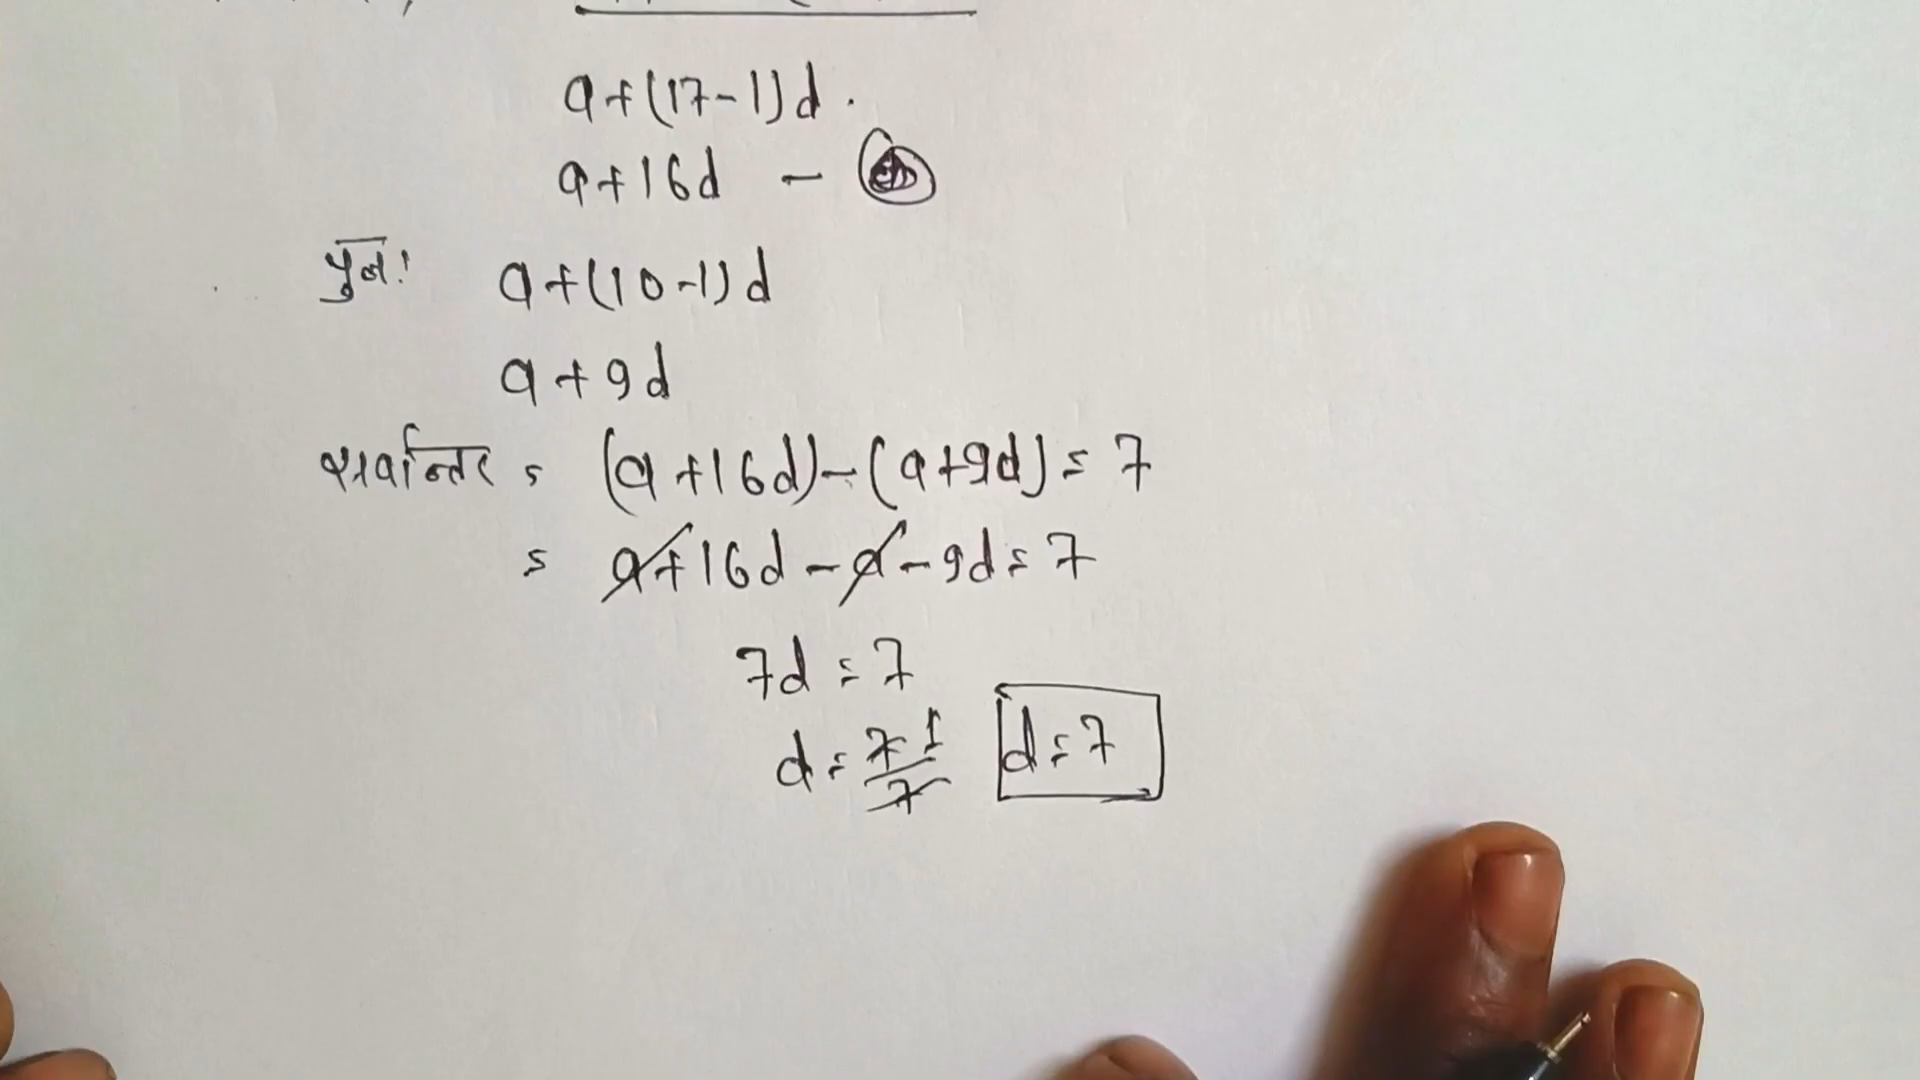 a+(17-1)d.
a+16d -
पुन: a+(10-1)d
a+9d
सर्वान्तर = (a+16d)-(a+9d)=7
= a+16d-a-9d=7
7d=7
d=7/7 1 d=7